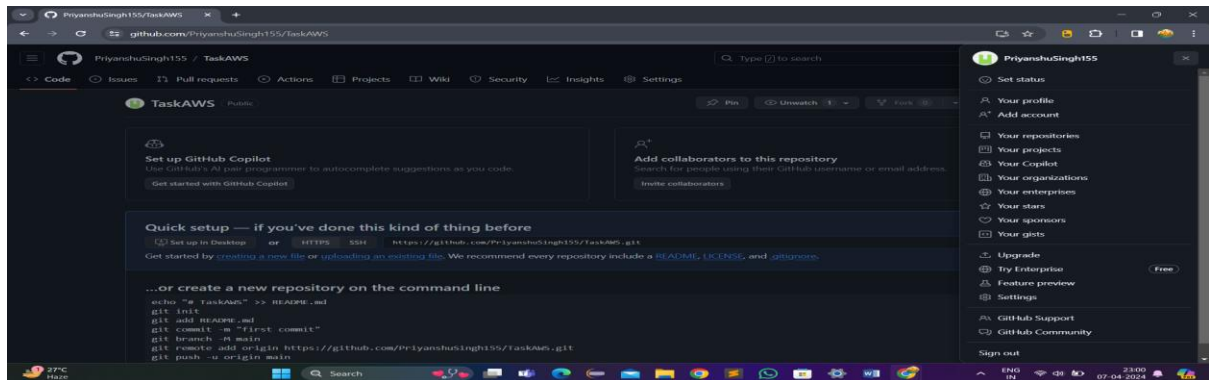 PriyanshuSingh155/TaskAWS
github.com/PriyanshuSingh155/TaskAWS
PriyanshuSingh155 / TaskAWS
Type / to search
Code Issues Pull requests Actions Projects Wiki Security Insights Settings
TaskAWS Public
Pin Unwatch 1 Fork 0
Set up GitHub Copilot
Use GitHub's AI pair programmer to autocomplete suggestions as you code.
Get started with GitHub Copilot
Add collaborators to this repository
Search for people using their GitHub username or email address.
Invite collaborators
Quick setup — if you've done this kind of thing before
Set up in Desktop or HTTPS SSH https://github.com/PriyanshuSingh155/TaskAWS.git
Get started by creating a new file or uploading an existing file. We recommend every repository include a README, LICENSE, and .gitignore.
...or create a new repository on the command line
echo "# TaskAWS" >> README.md
git init
git add README.md
git commit -m "first commit"
git branch -M main
git remote add origin https://github.com/PriyanshuSingh155/TaskAWS.git
git push -u origin main
PriyanshuSingh155
Set status
Your profile
Add account
Your repositories
Your projects
Your Copilot
Your organizations
Your enterprises
Your stars
Your sponsors
Your gists
Upgrade
Try Enterprise Free
Feature preview
Settings
GitHub Support
GitHub Community
Sign out
27°C
Haze
Search
ENG
IN
23:00
07-04-2024